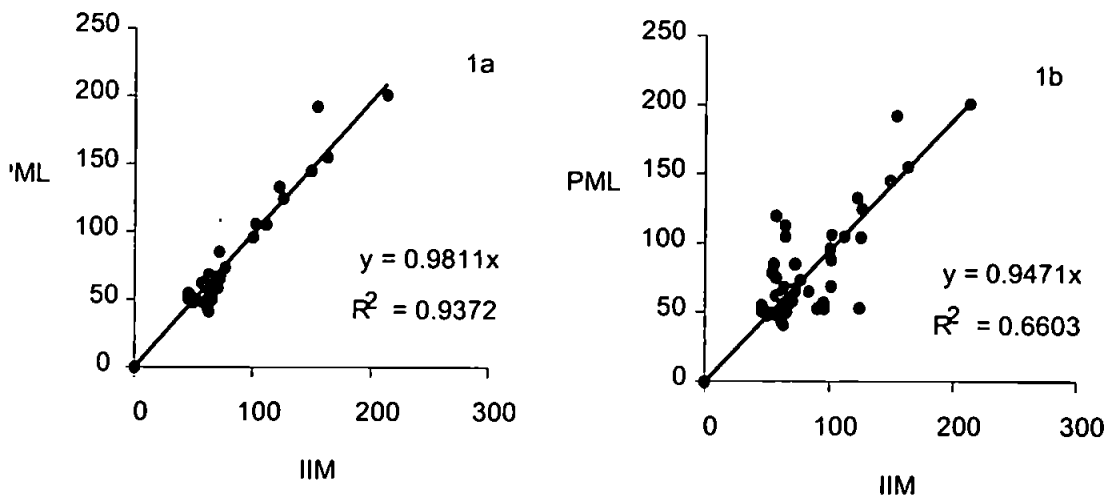 250
200
150
100
50
0
'ML
1a
y = 0.9811x
R² = 0.9372
0
100
200
300
IIM
250
200
150
100
50
0
PML
1b
y = 0.9471x
R² = 0.6603
0
100
200
300
IIM